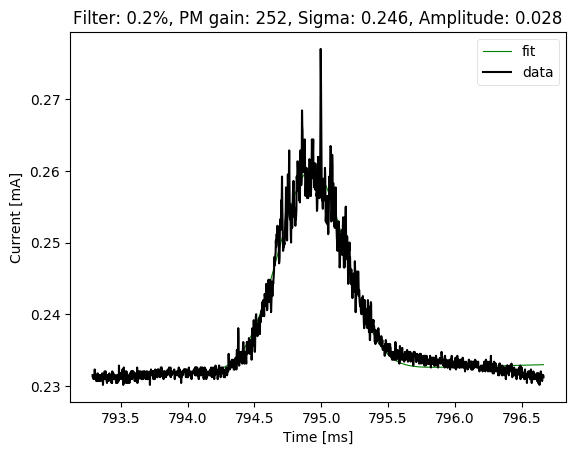 Filter: 0.2%, PM gain: 252, Sigma: 0.246, Amplitude: 0.028
fit
data
Current [mA]
0.27
0.26
0.25
0.24
0.23
793.5 794.0 794.5 795.0 795.5 796.0 796.5
Time [ms]